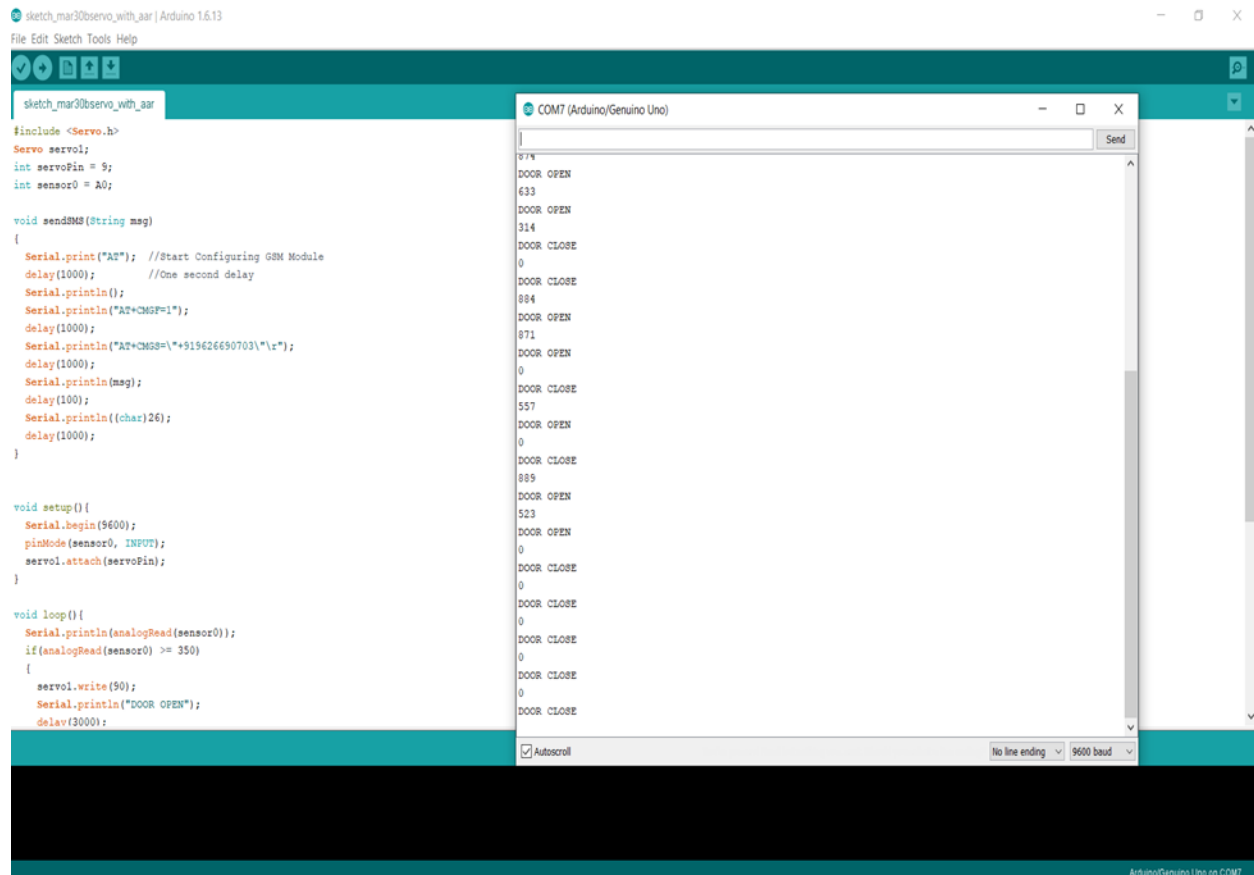 sketch_mar30bservo_with_aar | Arduino 1.6.13
File Edit Sketch Tools Help
sketch_mar30bservo_with_aar
#include <Servo.h>
Servo servo1;
int servoPin = 9;
int sensor0 = A0;
void sendSMS(String msg)
{
Serial.print("AT");  //Start Configuring GSM Module
delay(1000);         //One second delay
Serial.println();
Serial.println("AT+CMGF=1");
delay(1000);
Serial.println("AT+CMGS=\"+919626690703\"\r");
delay(1000);
Serial.println(msg);
delay(100);
Serial.println((char)26);
delay(1000);
}
void setup(){
Serial.begin(9600);
pinMode(sensor0, INPUT);
servo1.attach(servoPin);
}
void loop(){
Serial.println(analogRead(sensor0));
if(analogRead(sensor0) >= 350)
{
servo1.write(90);
Serial.println("DOOR OPEN");
delay(3000);
COM7 (Arduino/Genuino Uno)
Send
874
DOOR OPEN
633
DOOR OPEN
314
DOOR CLOSE
0
DOOR CLOSE
884
DOOR OPEN
871
DOOR OPEN
0
DOOR CLOSE
557
DOOR OPEN
0
DOOR CLOSE
889
DOOR OPEN
523
DOOR OPEN
0
DOOR CLOSE
0
DOOR CLOSE
0
DOOR CLOSE
0
DOOR CLOSE
0
DOOR CLOSE
Autoscroll
No line ending
9600 baud
Arduino/Genuino Uno on COM7